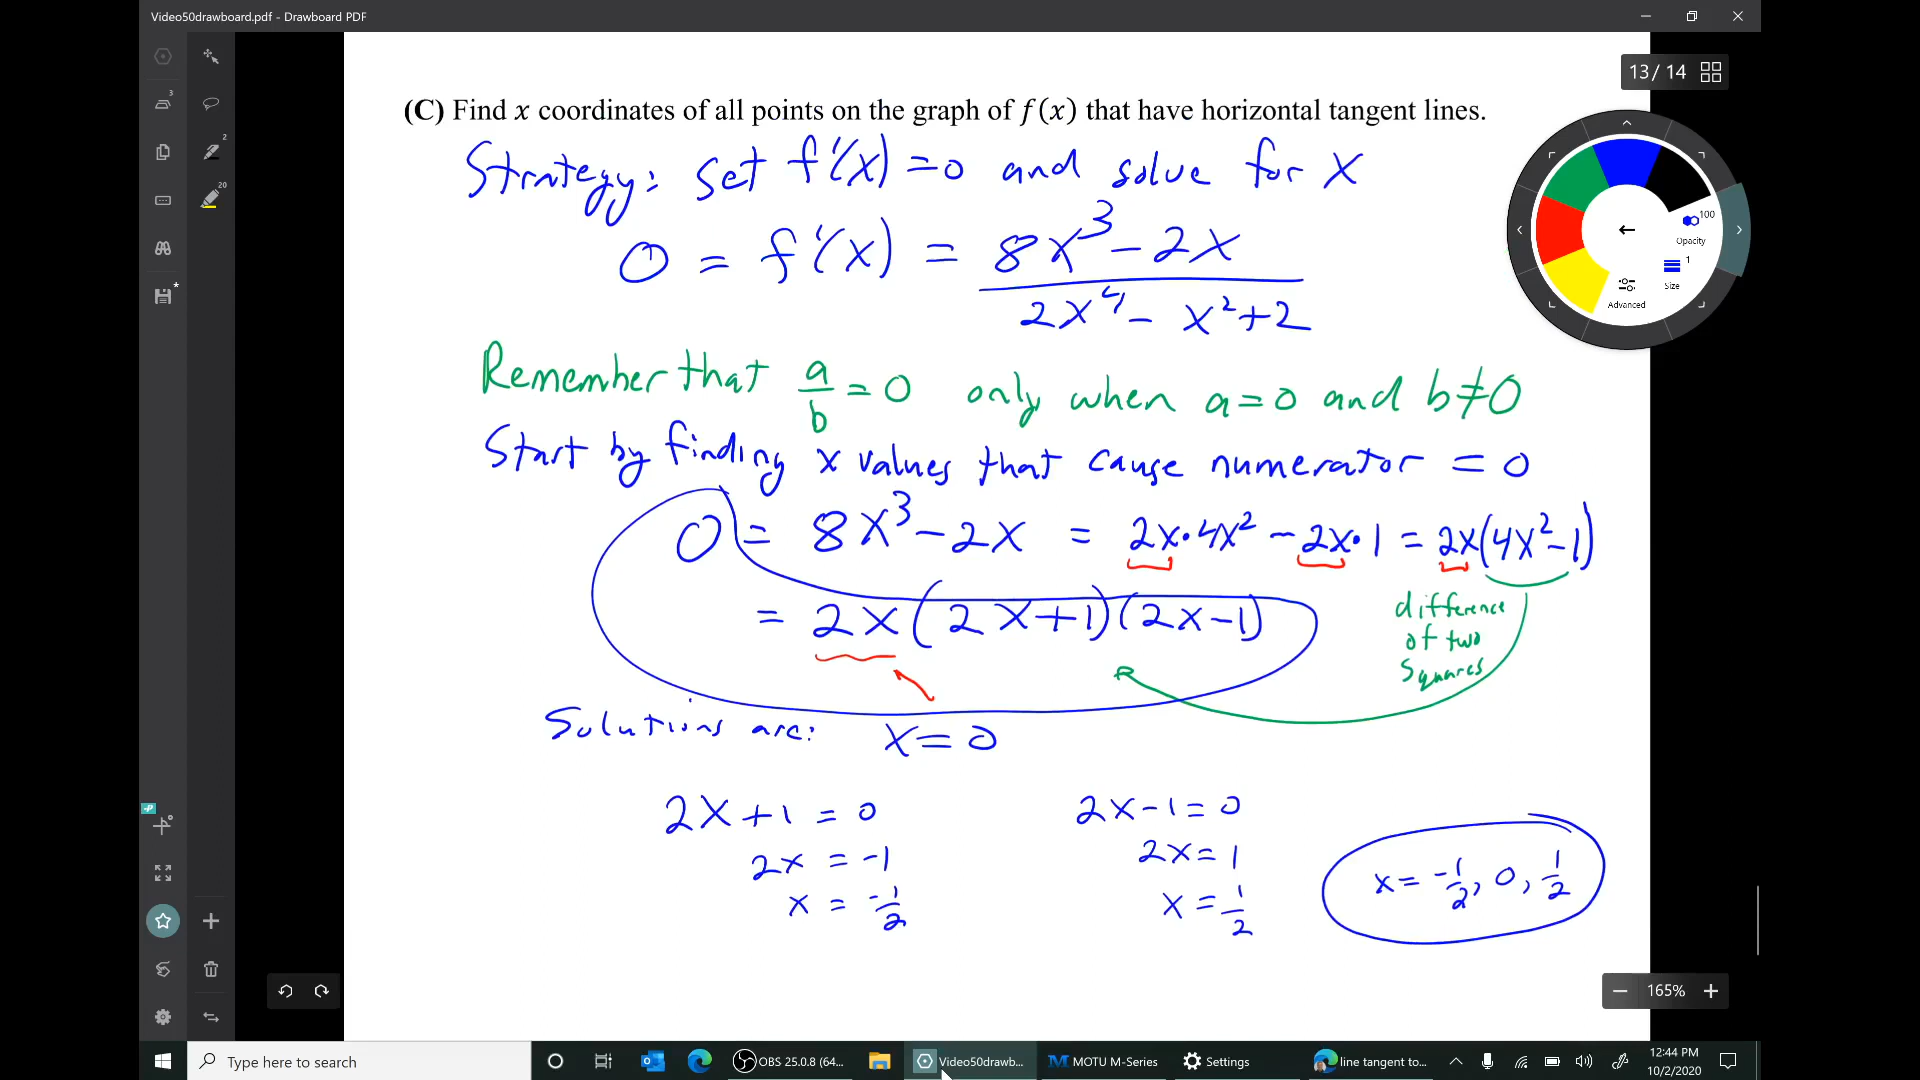 Video50drawboard.pdf - Drawboard PDF
13 / 14
(C) Find x coordinates of all points on the graph of f(x) that have horizontal tangent lines.
Strategy: set f'(x) = 0 and solve for x
0 = f'(x) = (8x³ - 2x) / (2x⁴ - x² + 2)
Remember that a/b = 0 only when a = 0 and b ≠ 0
Start by finding x values that cause numerator = 0
0 = 8x³ - 2x = 2x·4x² - 2x·1 = 2x(4x² - 1)
= 2x(2x+1)(2x-1)
difference
of two
squares
Solutions are: x = 0
2x+1 = 0
2x = -1
x = -1/2
2x-1 = 0
2x = 1
x = 1/2
x = -1/2, 0, 1/2
100
Opacity
1
Size
Advanced
3
2
20
165%
Type here to search
OBS 25.0.8 (64...
Video50drawb...
MOTU M-Series
Settings
line tangent to...
12:44 PM
10/2/2020